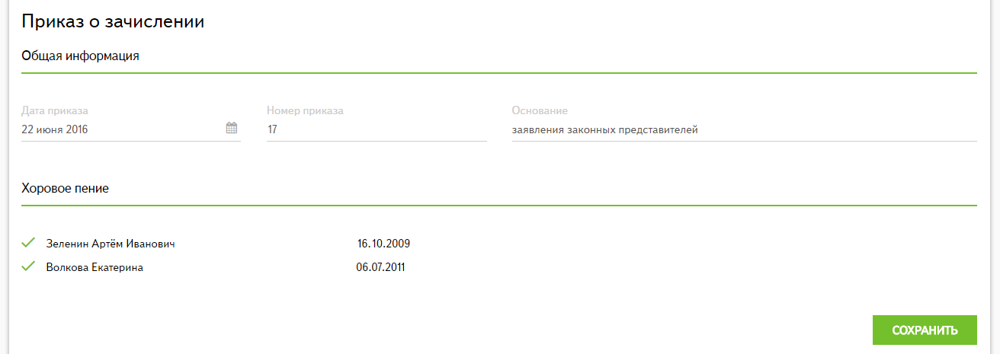 Приказ о зачислении
Общая информация
Дата приказа Номер приказа Основание
22 июня 2016 17 заявления законных представителей
Хоровое пение
Зеленин Артём Иванович 16.10.2009
Волкова Екатерина 06.07.2011
СОХРАНИТЬ